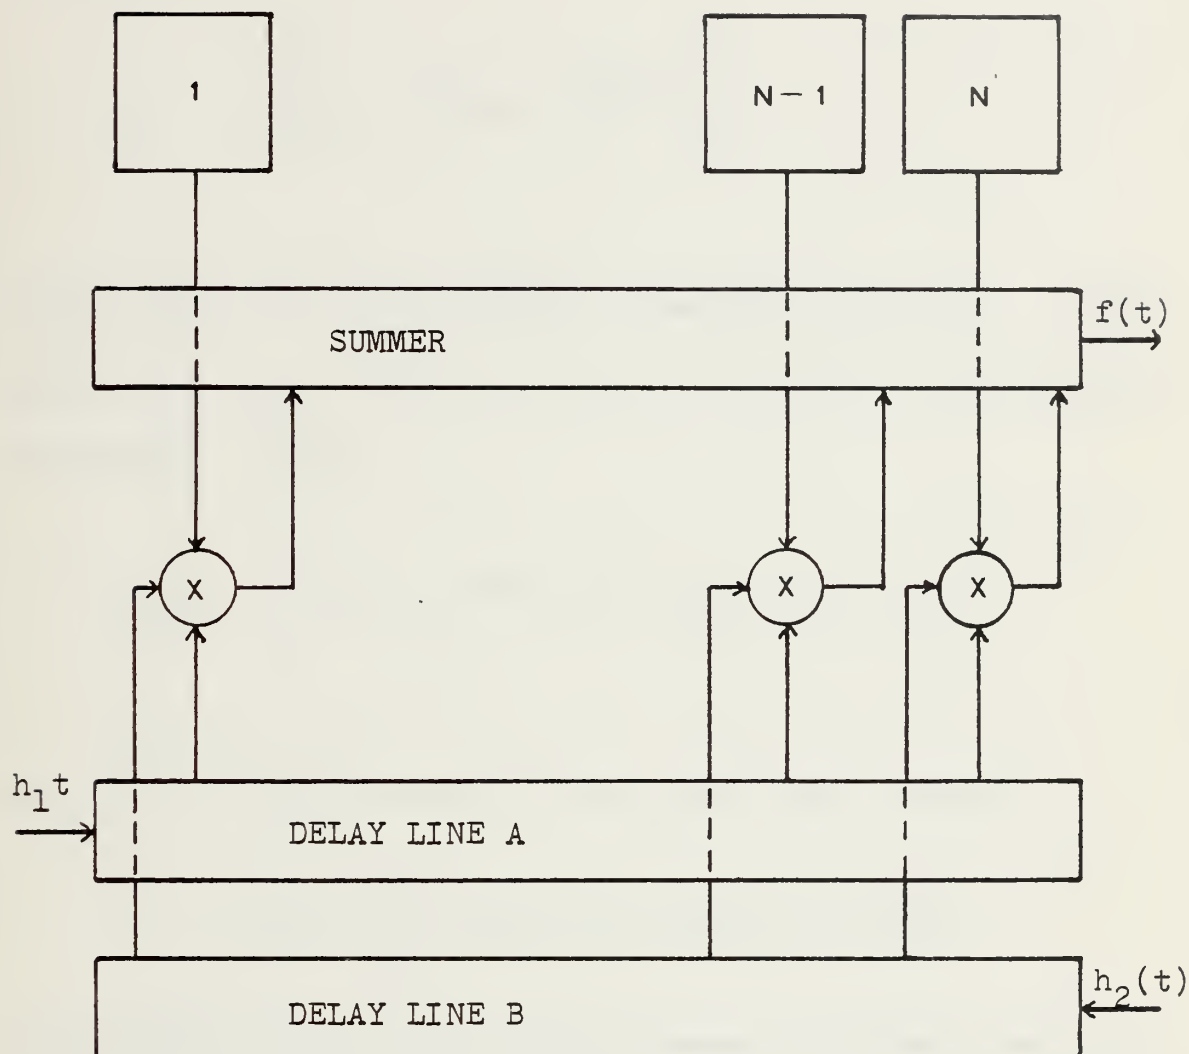 1
N-1
N
SUMMER
f(t)
X
X
X
h₁t
DELAY LINE A
DELAY LINE B
h₂(t)